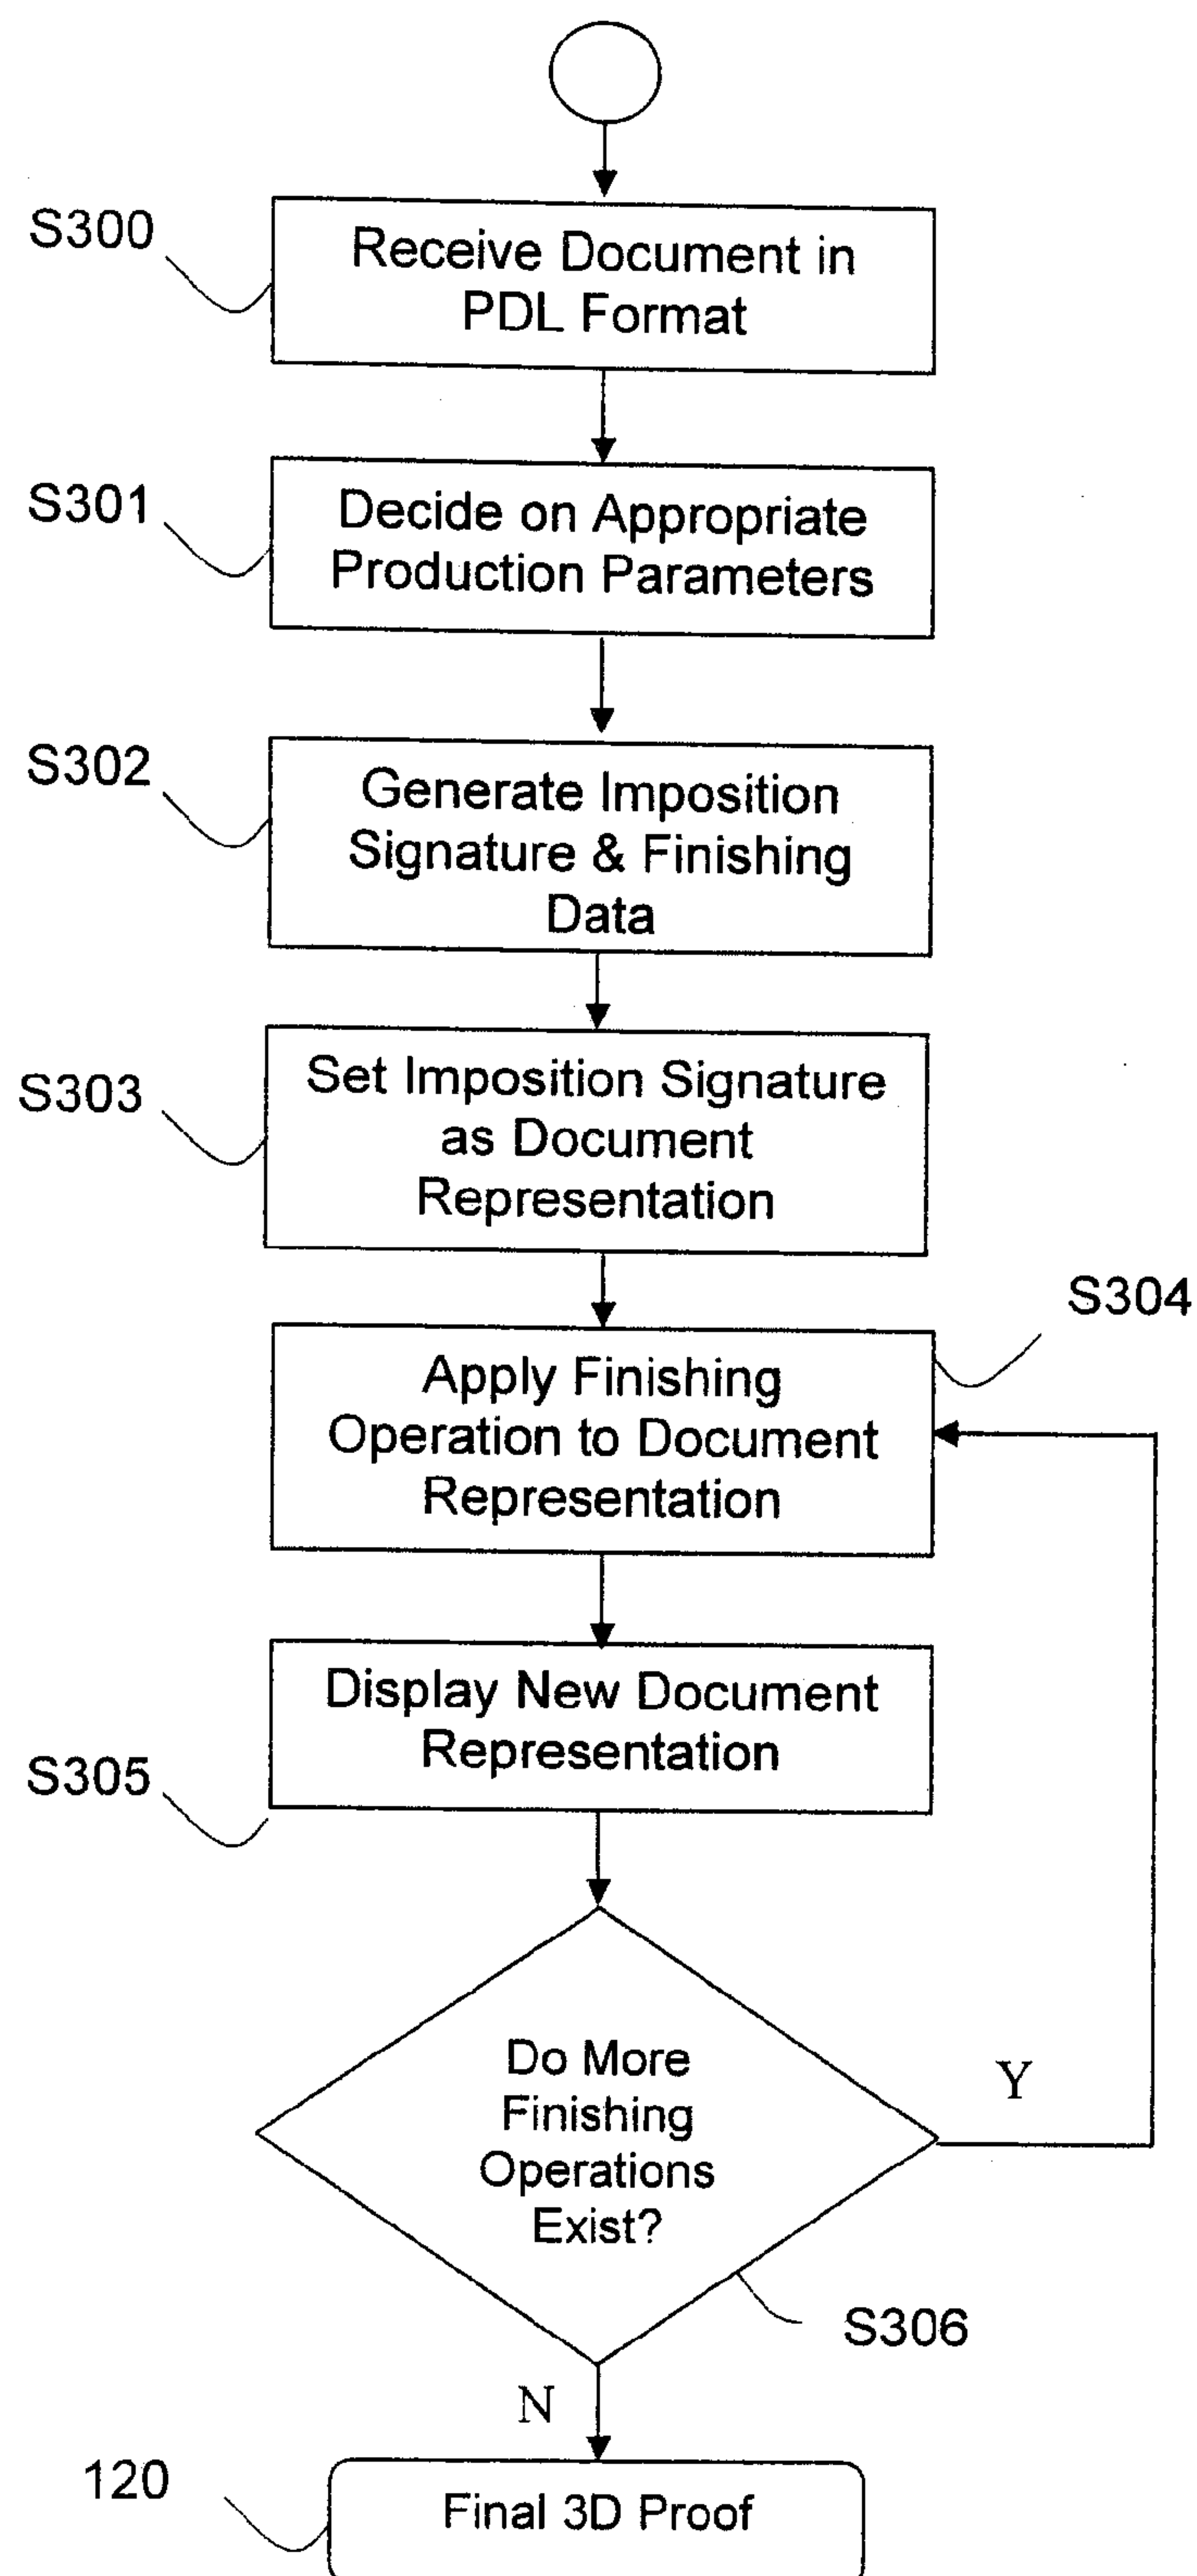 S300
Receive Document in
PDL Format
S301
Decide on Appropriate
Production Parameters
S302
Generate Imposition
Signature & Finishing
Data
S303
Set Imposition Signature
as Document
Representation
S304
Apply Finishing
Operation to Document
Representation
Display New Document
Representation
S305
Do More
Finishing
Operations
Exist?
Y
S306
N
120
Final 3D Proof